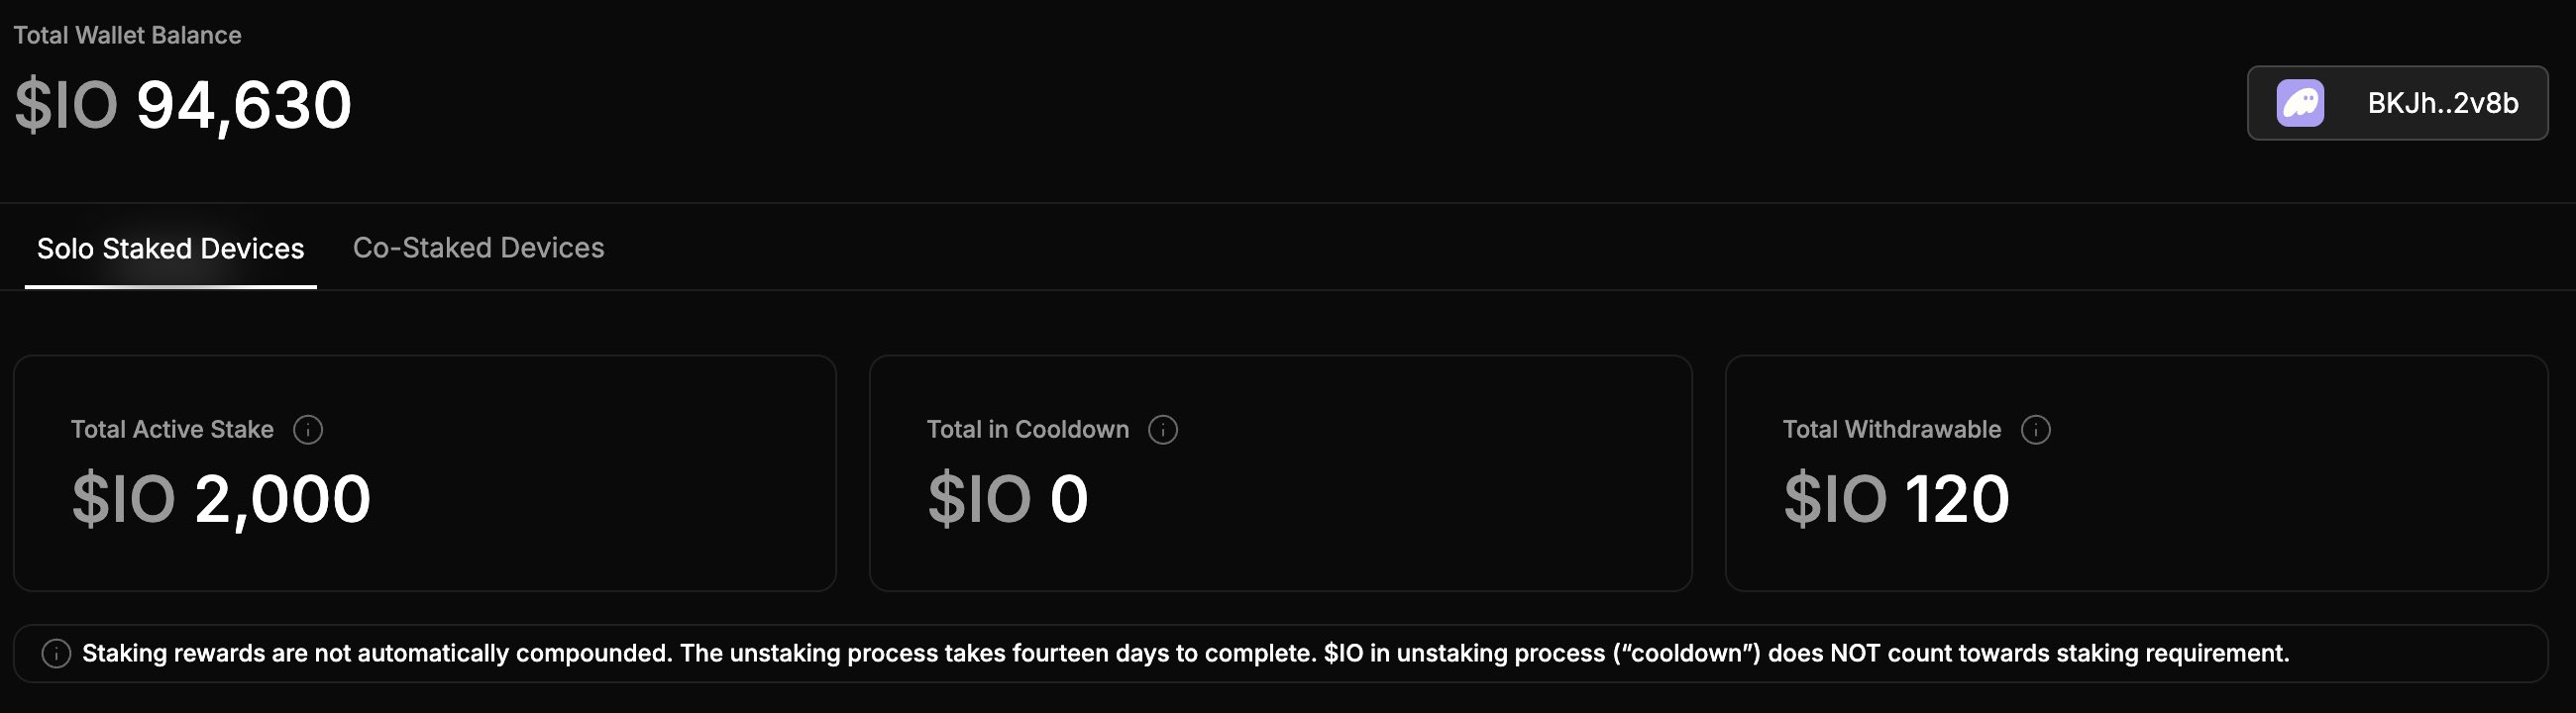 Total Wallet Balance
$IO 94,630
BKJh..2v8b
Solo Staked Devices
Co-Staked Devices
Total Active Stake
$IO 2,000
Total in Cooldown
$IO 0
Total Withdrawable
$IO 120
Staking rewards are not automatically compounded. The unstaking process takes fourteen days to complete. $IO in unstaking process (“cooldown”) does NOT count towards staking requirement.